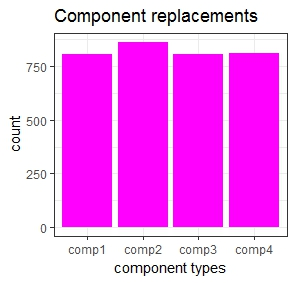 Component replacements
750
500
250
0
count
comp1 comp2 comp3 comp4
component types